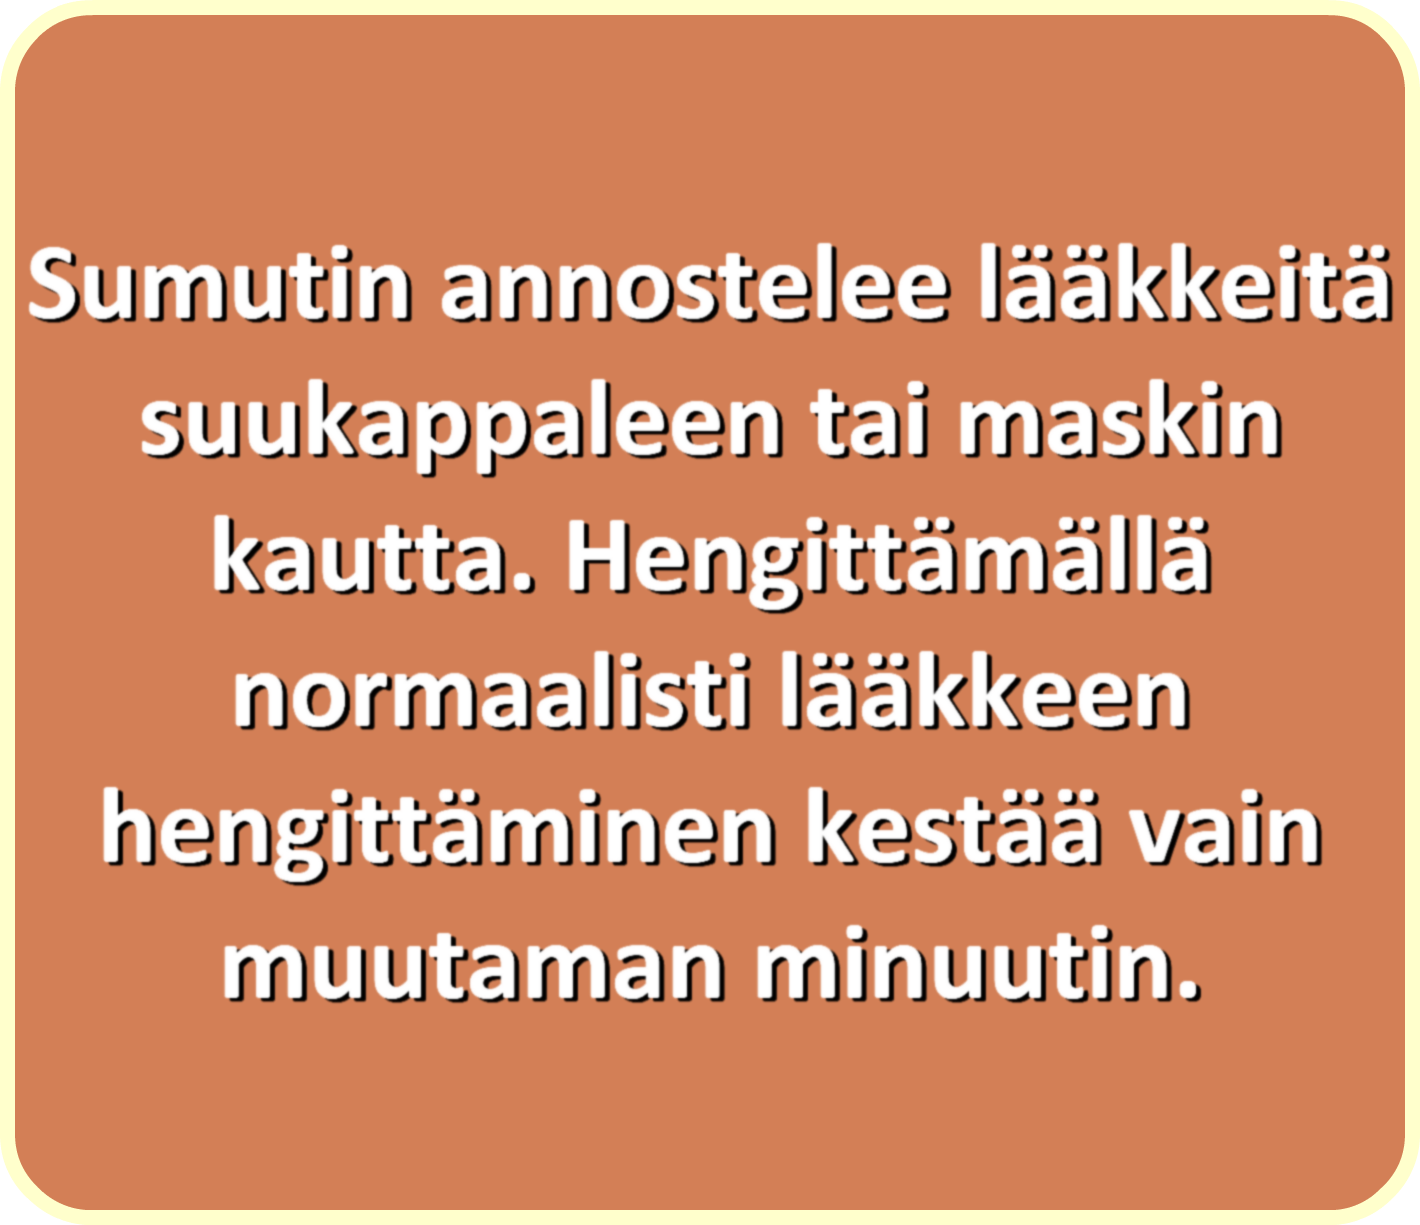 Sumutin annostelee lääkkeitä
suukappaleen tai maskin
kautta. Hengittämällä
normaalisti lääkkeen
hengittäminen kestää vain
muutaman minuutin.